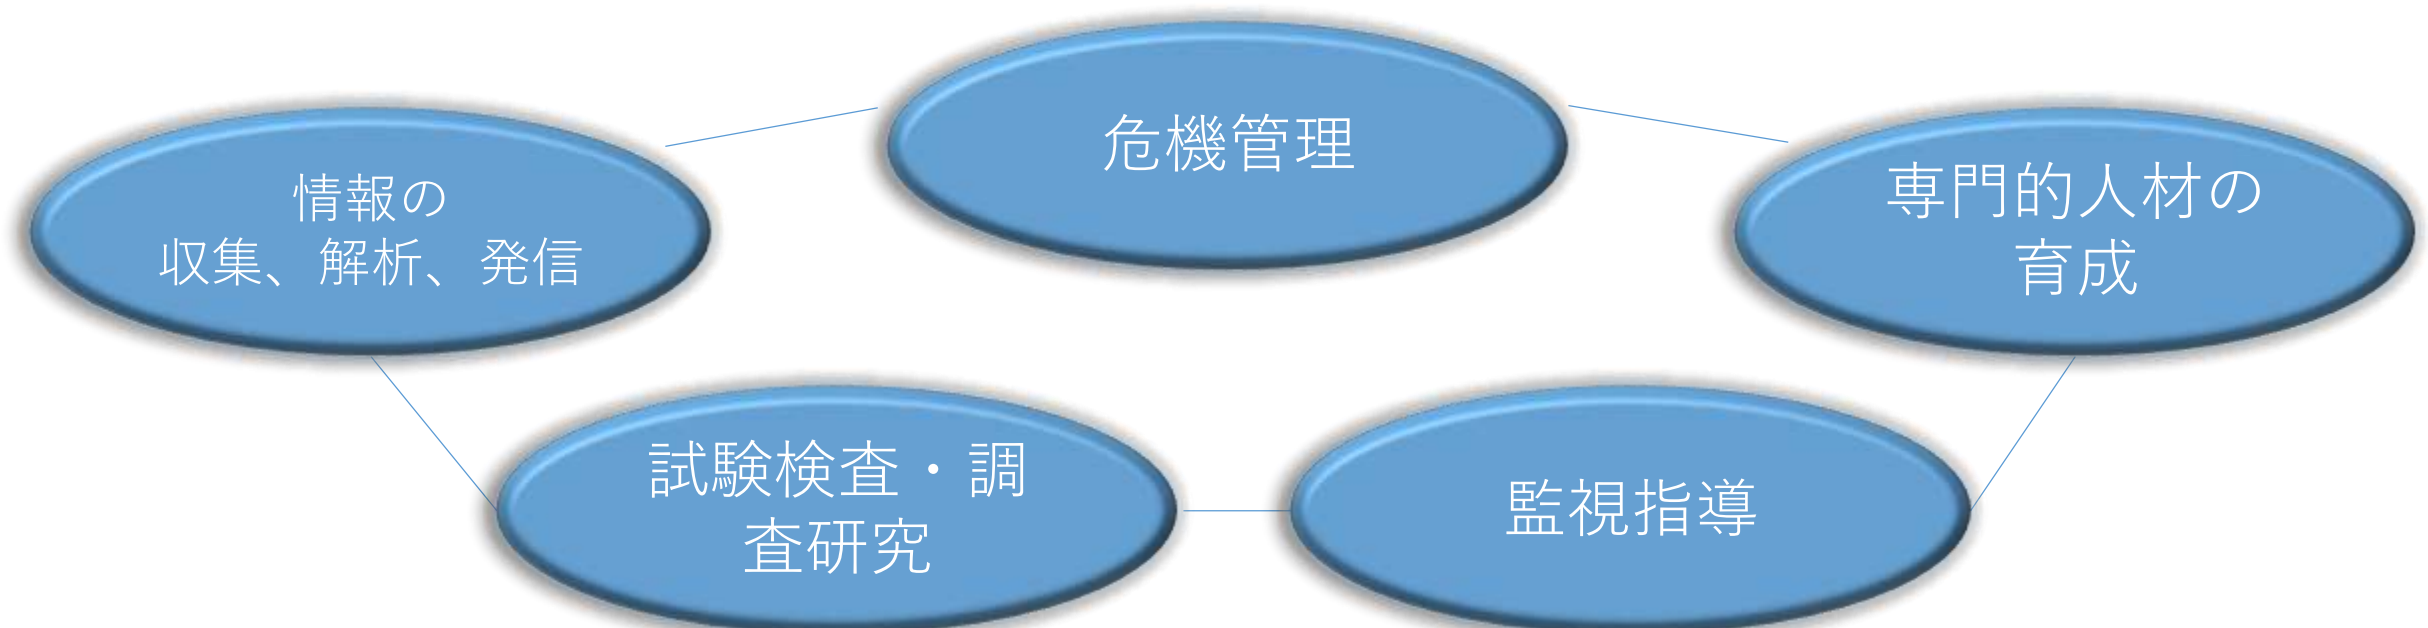 危機管理
情報の
収集、解析、発信
専門的人材の
育成
試験検査・調
査研究
監視指導